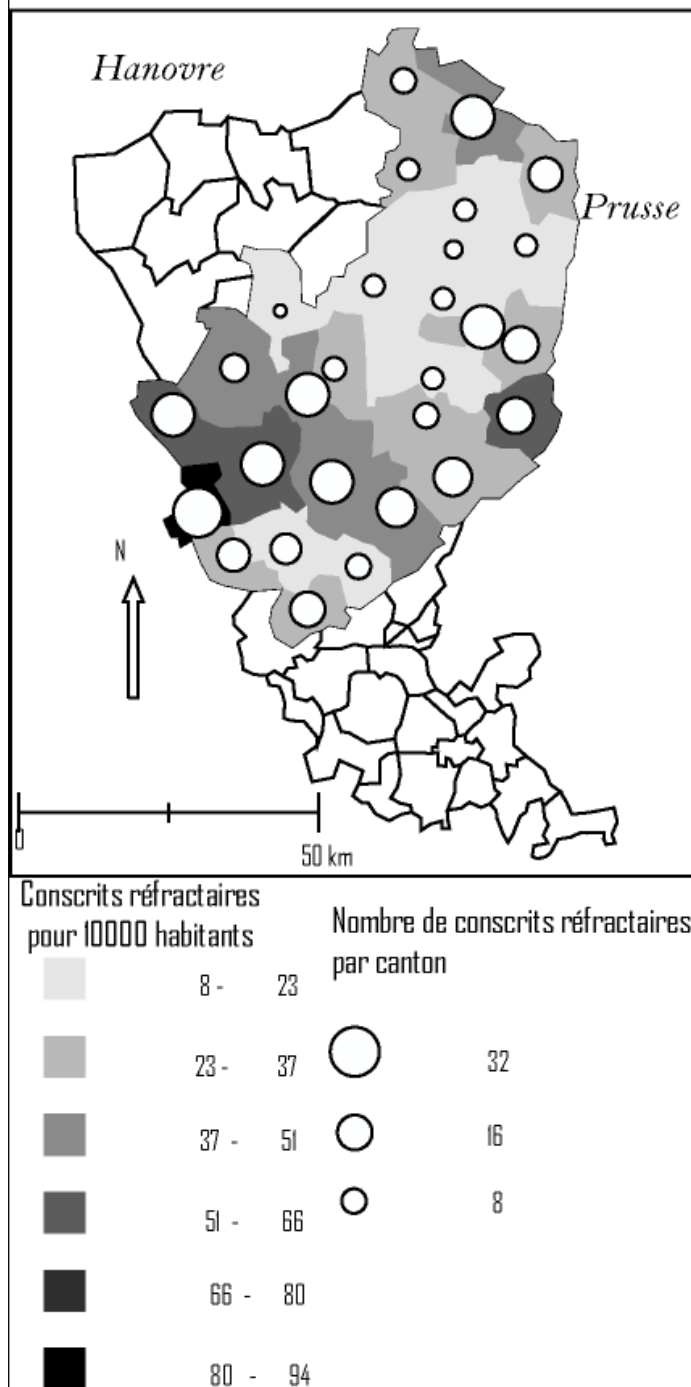 Hanovre
Prusse
N
0
50 km
Conscrits réfractaires
pour 10000 habitants
8 - 23
23 - 37
37 - 51
51 - 66
66 - 80
80 - 94
Nombre de conscrits réfractaires
par canton
32
16
8